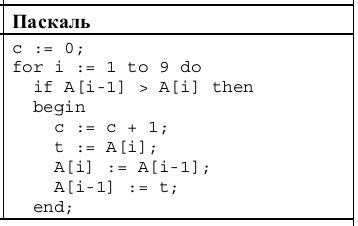 Паскаль
c := 0;
for i := 1 to 9 do
  if A[i-1] > A[i] then
  begin
    c := c + 1;
    t := A[i];
    A[i] := A[i-1];
    A[i-1] := t;
  end;